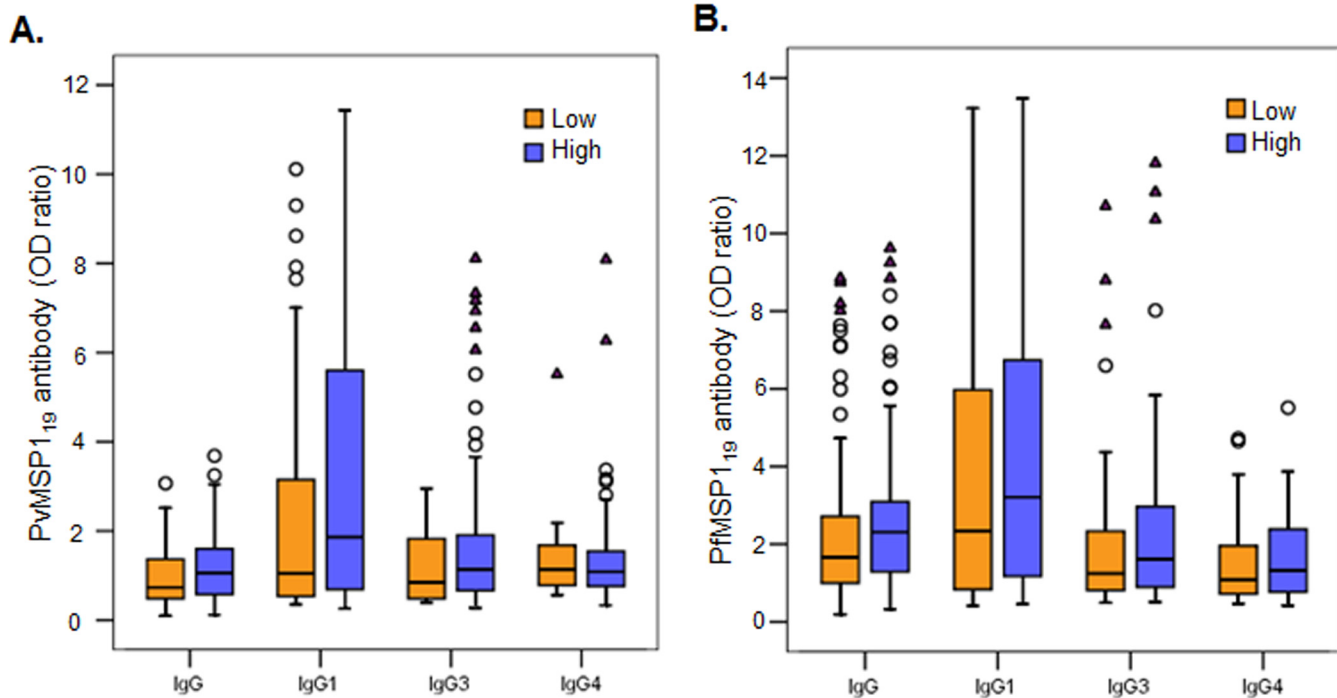 A.
PvMSP1₁₉ antibody (OD ratio)
12
10
8
6
4
2
0
Low
High
IgG IgG1 IgG3 IgG4
B.
PfMSP1₁₉ antibody (OD ratio)
14
12
10
8
6
4
2
0
Low
High
IgG IgG1 IgG3 IgG4